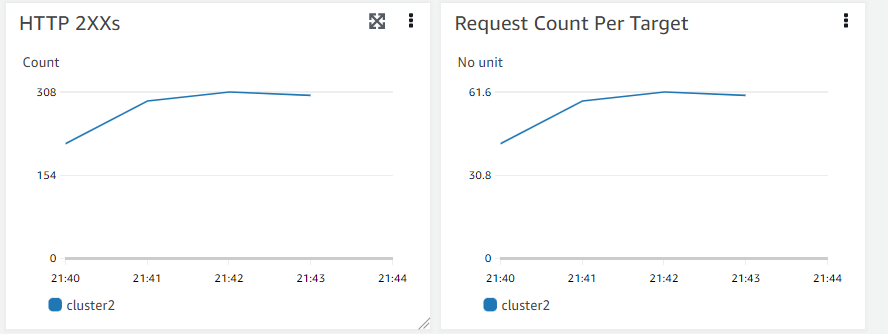 HTTP 2XXs
Count
308
154
0
21:40 21:41 21:42 21:43 21:44
cluster2
Request Count Per Target
No unit
61.6
30.8
0
21:40 21:41 21:42 21:43 21:44
cluster2